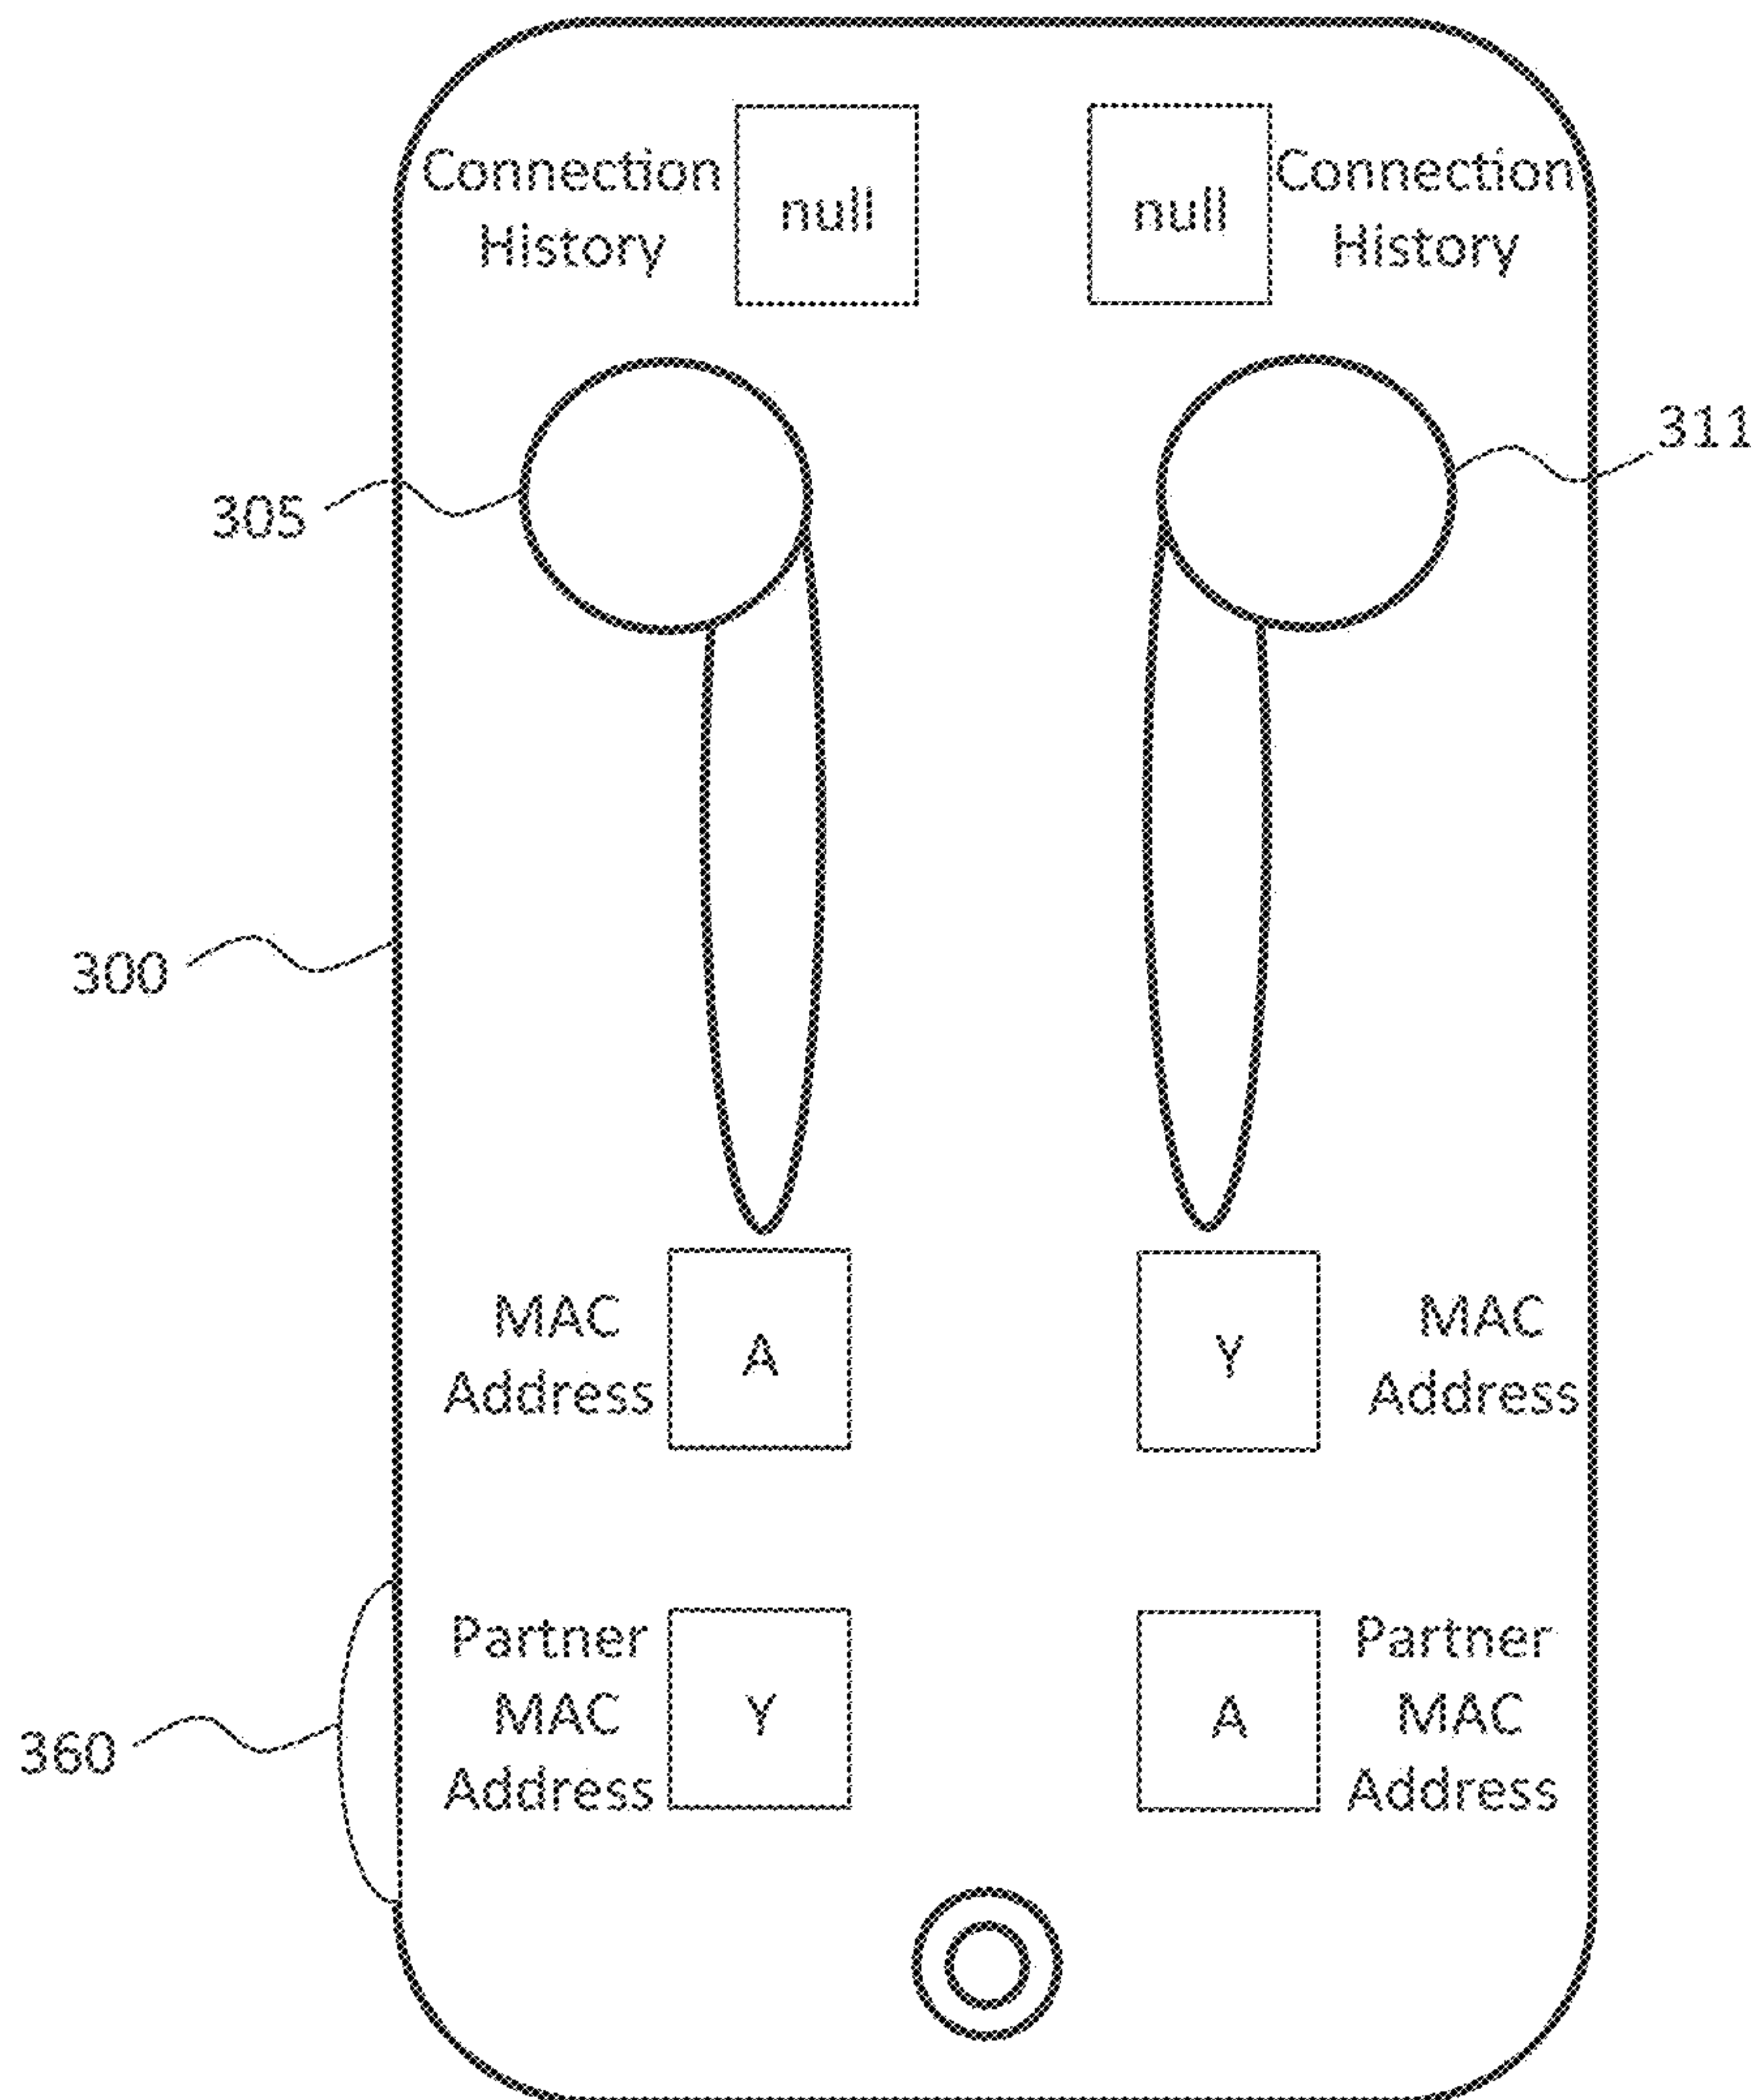 Connection
History
null
null
Connection
History
305
311
300
MAC
Address
A
Y
MAC
Address
360
Partner
MAC
Address
Y
A
Partner
MAC
Address